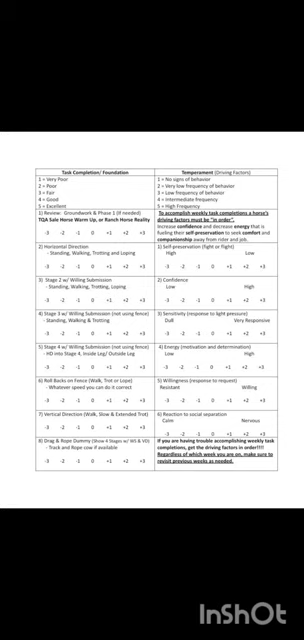 Task Completion/ Foundation
1 = Very Poor
2 = Poor
3 = Fair
4 = Good
5 = Excellent
1) Review: Groundwork & Phase 1 (If needed)
TQA Sale Horse Warm Up, or Ranch Horse Reality
-3 -2 -1 0 +1 +2 +3
2) Horizontal Direction
- Standing, Walking, Trotting and Loping
-3 -2 -1 0 +1 +2 +3
3) Stage 2 w/ Willing Submission
- Standing, Walking, Trotting, Loping
-3 -2 -1 0 +1 +2 +3
4) Stage 3 w/ Willing Submission (not using fence)
- Standing, Walking & Trotting
-3 -2 -1 0 +1 +2 +3
5) Stage 4 w/ Willing Submission (not using fence)
- HD into Stage 4, Inside Leg/ Outside Leg
-3 -2 -1 0 +1 +2 +3
6) Roll Backs on Fence (Walk, Trot or Lope)
- Whatever speed you can do it correct
-3 -2 -1 0 +1 +2 +3
7) Vertical Direction (Walk, Slow & Extended Trot)
-3 -2 -1 0 +1 +2 +3
8) Drag & Rope Dummy (Show 4 Stages w/ WS & VD)
- Track and Rope cow if available
-3 -2 -1 0 +1 +2 +3
Temperament (Driving Factors)
1 = No signs of behavior
2 = Very low frequency of behavior
3 = Low frequency of behavior
4 = Intermediate frequency
5 = High Frequency
To accomplish weekly task completions a horse's
driving factors must be "in order".
Increase confidence and decrease energy that is
fueling their self-preservation to seek comfort and
companionship away from rider and job.
1) Self-preservation (fight or flight)
High Low
-3 -2 -1 0 +1 +2 +3
2) Confidence
Low High
-3 -2 -1 0 +1 +2 +3
3) Sensitivity (response to light pressure)
Dull Very Responsive
-3 -2 -1 0 +1 +2 +3
4) Energy (motivation and determination)
Low High
-3 -2 -1 0 +1 +2 +3
5) Willingness (response to request)
Resistant Willing
-3 -2 -1 0 +1 +2 +3
6) Reaction to social separation
Calm Nervous
-3 -2 -1 0 +1 +2 +3
If you are having trouble accomplishing weekly task
completions, get the driving factors in order!!!!
Regardless of which week you are on, make sure to
revisit previous weeks as needed.
InShOt